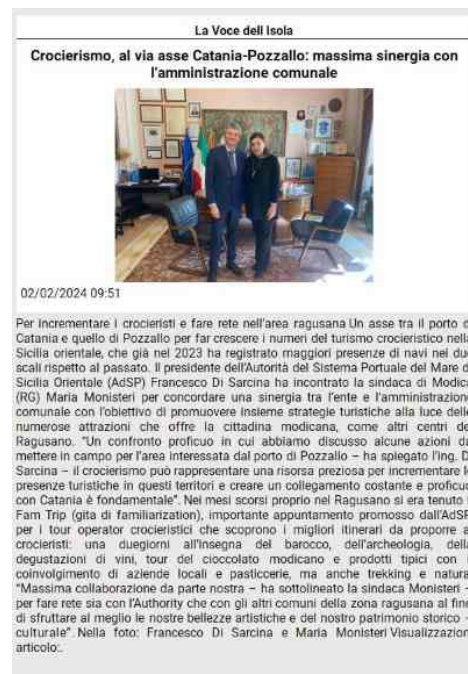 La Voce dell Isola
Crocierismo, al via asse Catania-Pozzallo: massima sinergia con
l'amministrazione comunale
02/02/2024 09:51
Per incrementare i crocieristi e fare rete nell'area ragusana Un asse tra il porto d
Catania e quello di Pozzallo per far crescere i numeri del turismo crocieristico nella
Sicilia orientale, che già nel 2023 ha registrato maggiori presenze di navi nei du
scali rispetto al passato. Il presidente dell'Autorità del Sistema Portuale del Mare d
Sicilia Orientale (AdSP) Francesco Di Sarcina ha incontrato la sindaca di Modica
(RG) Maria Monisteri per concordare una sinergia tra l'ente e l'amministrazione
comunale con l'obiettivo di promuovere insieme strategie turistiche alla luce delle
numerose attrazioni che offre la cittadina modicana, come altri centri del
Ragusano. "Un confronto proficuo in cui abbiamo discusso alcune azioni da
mettere in campo per l'area interessata dal porto di Pozzallo – ha spiegato l'ing. D
Sarcina – il crocierismo può rappresentare una risorsa preziosa per incrementare le
presenze turistiche in questi territori e creare un collegamento costante e proficuo
con Catania è fondamentale". Nei mesi scorsi proprio nel Ragusano si era tenuto i
Fam Trip (gita di familiarization), importante appuntamento promosso dall'AdSP
per i tour operator crocieristici che scoprono i migliori itinerari da proporre a
crocieristi: una duegiorni all'insegna del barocco, dell'archeologia, della
degustazioni di vini, tour del cioccolato modicano e prodotti tipici con i
coinvolgimento di aziende locali e pasticcerie, ma anche trekking e natura
"Massima collaborazione da parte nostra – ha sottolineato la sindaca Monisteri –
per fare rete sia con l'Authority che con gli altri comuni della zona ragusana al fine
di sfruttare al meglio le nostre bellezze artistiche e del nostro patrimonio storico –
culturale". Nella foto: Francesco Di Sarcina e Maria Monisteri Visualizzazion
articolo:.